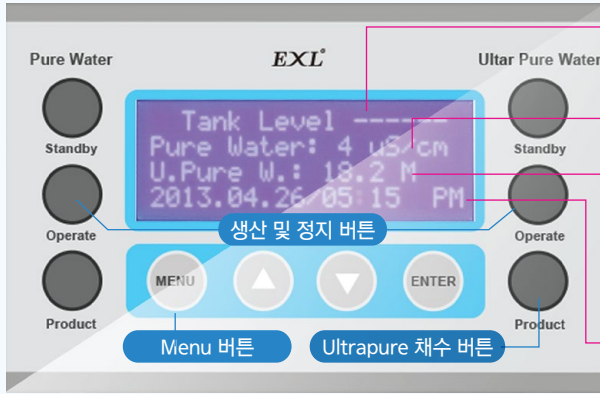 Pure Water
EXL
Ultar Pure Water
Standby
Operate
Product
Tank Level ------
Pure Water: 4 uS/cm
U.Pure W.: 18.2 M
2013.04.26/05:15 PM
생산 및 정지 버튼
Standby
Operate
Product
MENU
ENTER
Menu 버튼
Ultrapure 채수 버튼